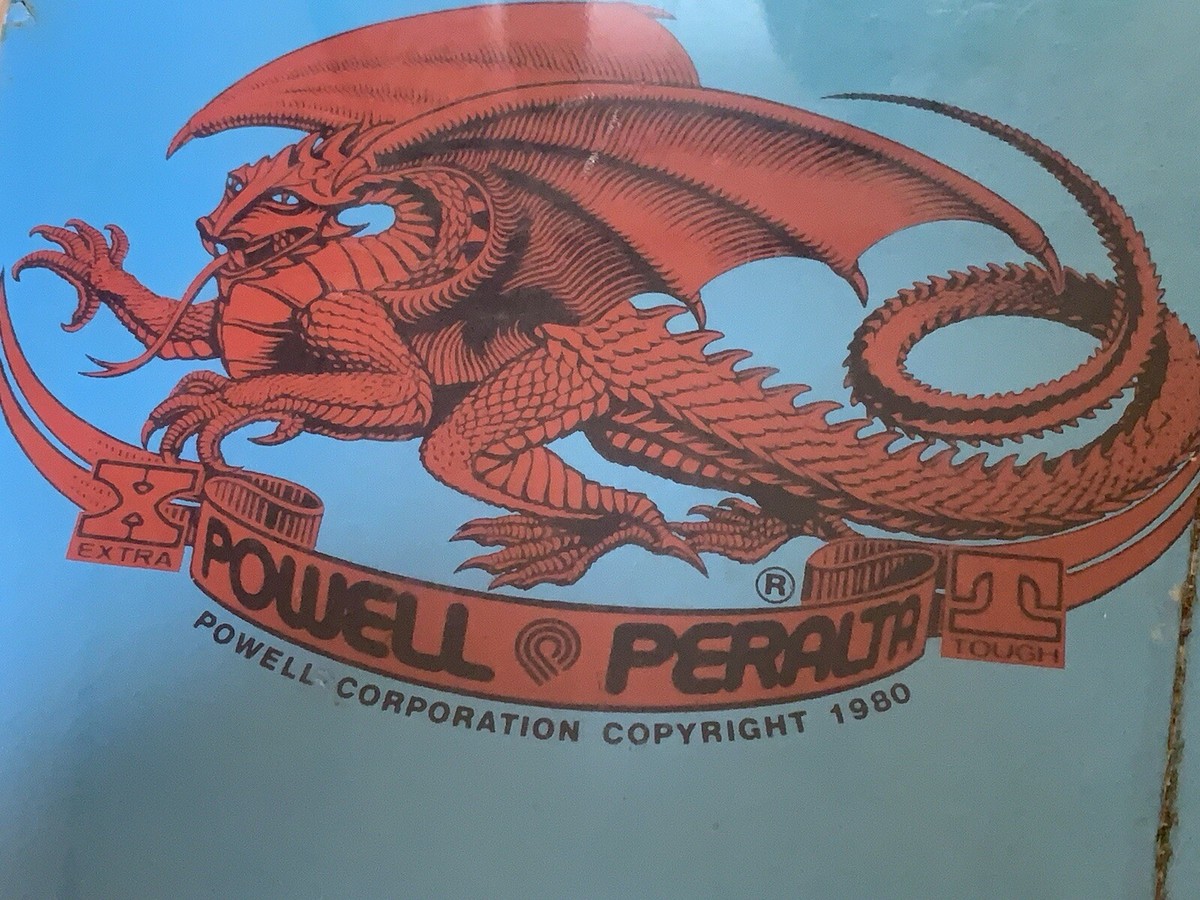 X
EXTRA
POWELL PERALTA
®
T
TOUGH
POWELL CORPORATION COPYRIGHT 1980